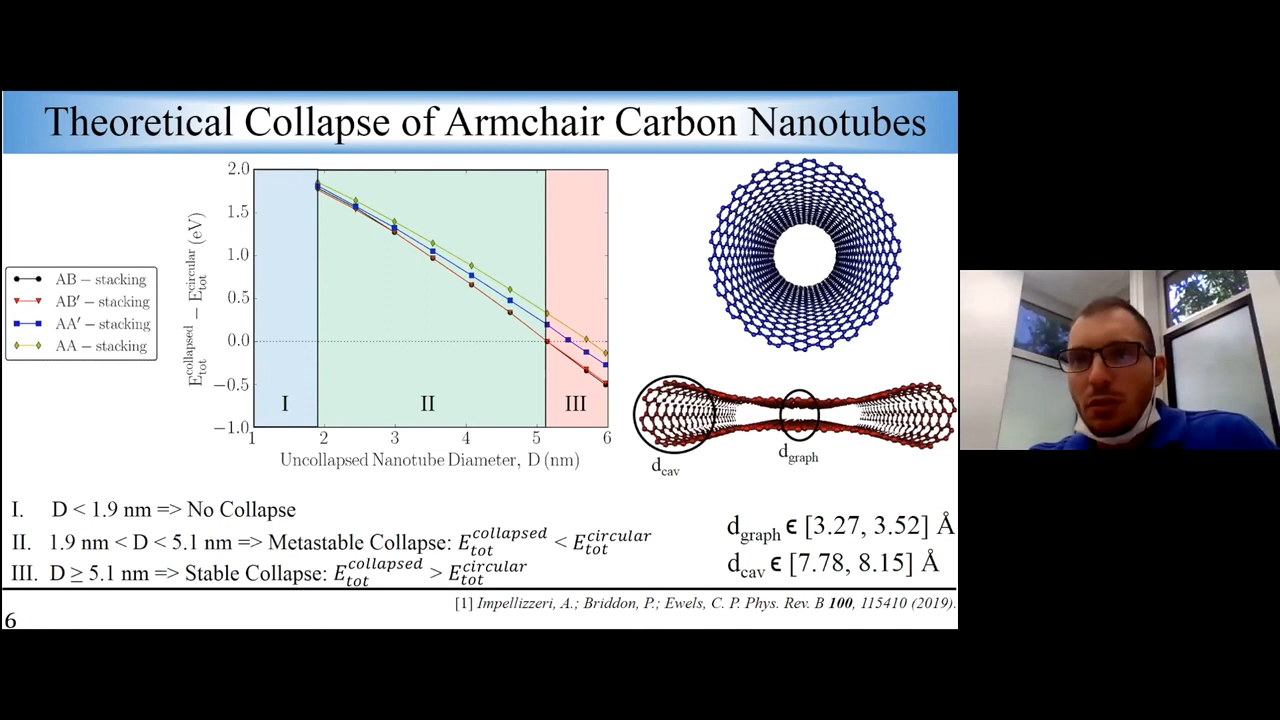 Theoretical Collapse of Armchair Carbon Nanotubes
AB – stacking
AB′ – stacking
AA′ – stacking
AA – stacking
E_tot^collapsed − E_tot^circular (eV)
2.0
1.5
1.0
0.5
0.0
−0.5
−1.0
I
II
III
1 2 3 4 5 6
Uncollapsed Nanotube Diameter, D (nm)
d_cav
d_graph
I. D < 1.9 nm => No Collapse
II. 1.9 nm < D < 5.1 nm => Metastable Collapse: E_tot^collapsed < E_tot^circular
III. D ≥ 5.1 nm => Stable Collapse: E_tot^collapsed > E_tot^circular
d_graph ϵ [3.27, 3.52] Å
d_cav ϵ [7.78, 8.15] Å
[1] Impellizzeri, A.; Briddon, P.; Ewels, C. P. Phys. Rev. B 100, 115410 (2019).
6